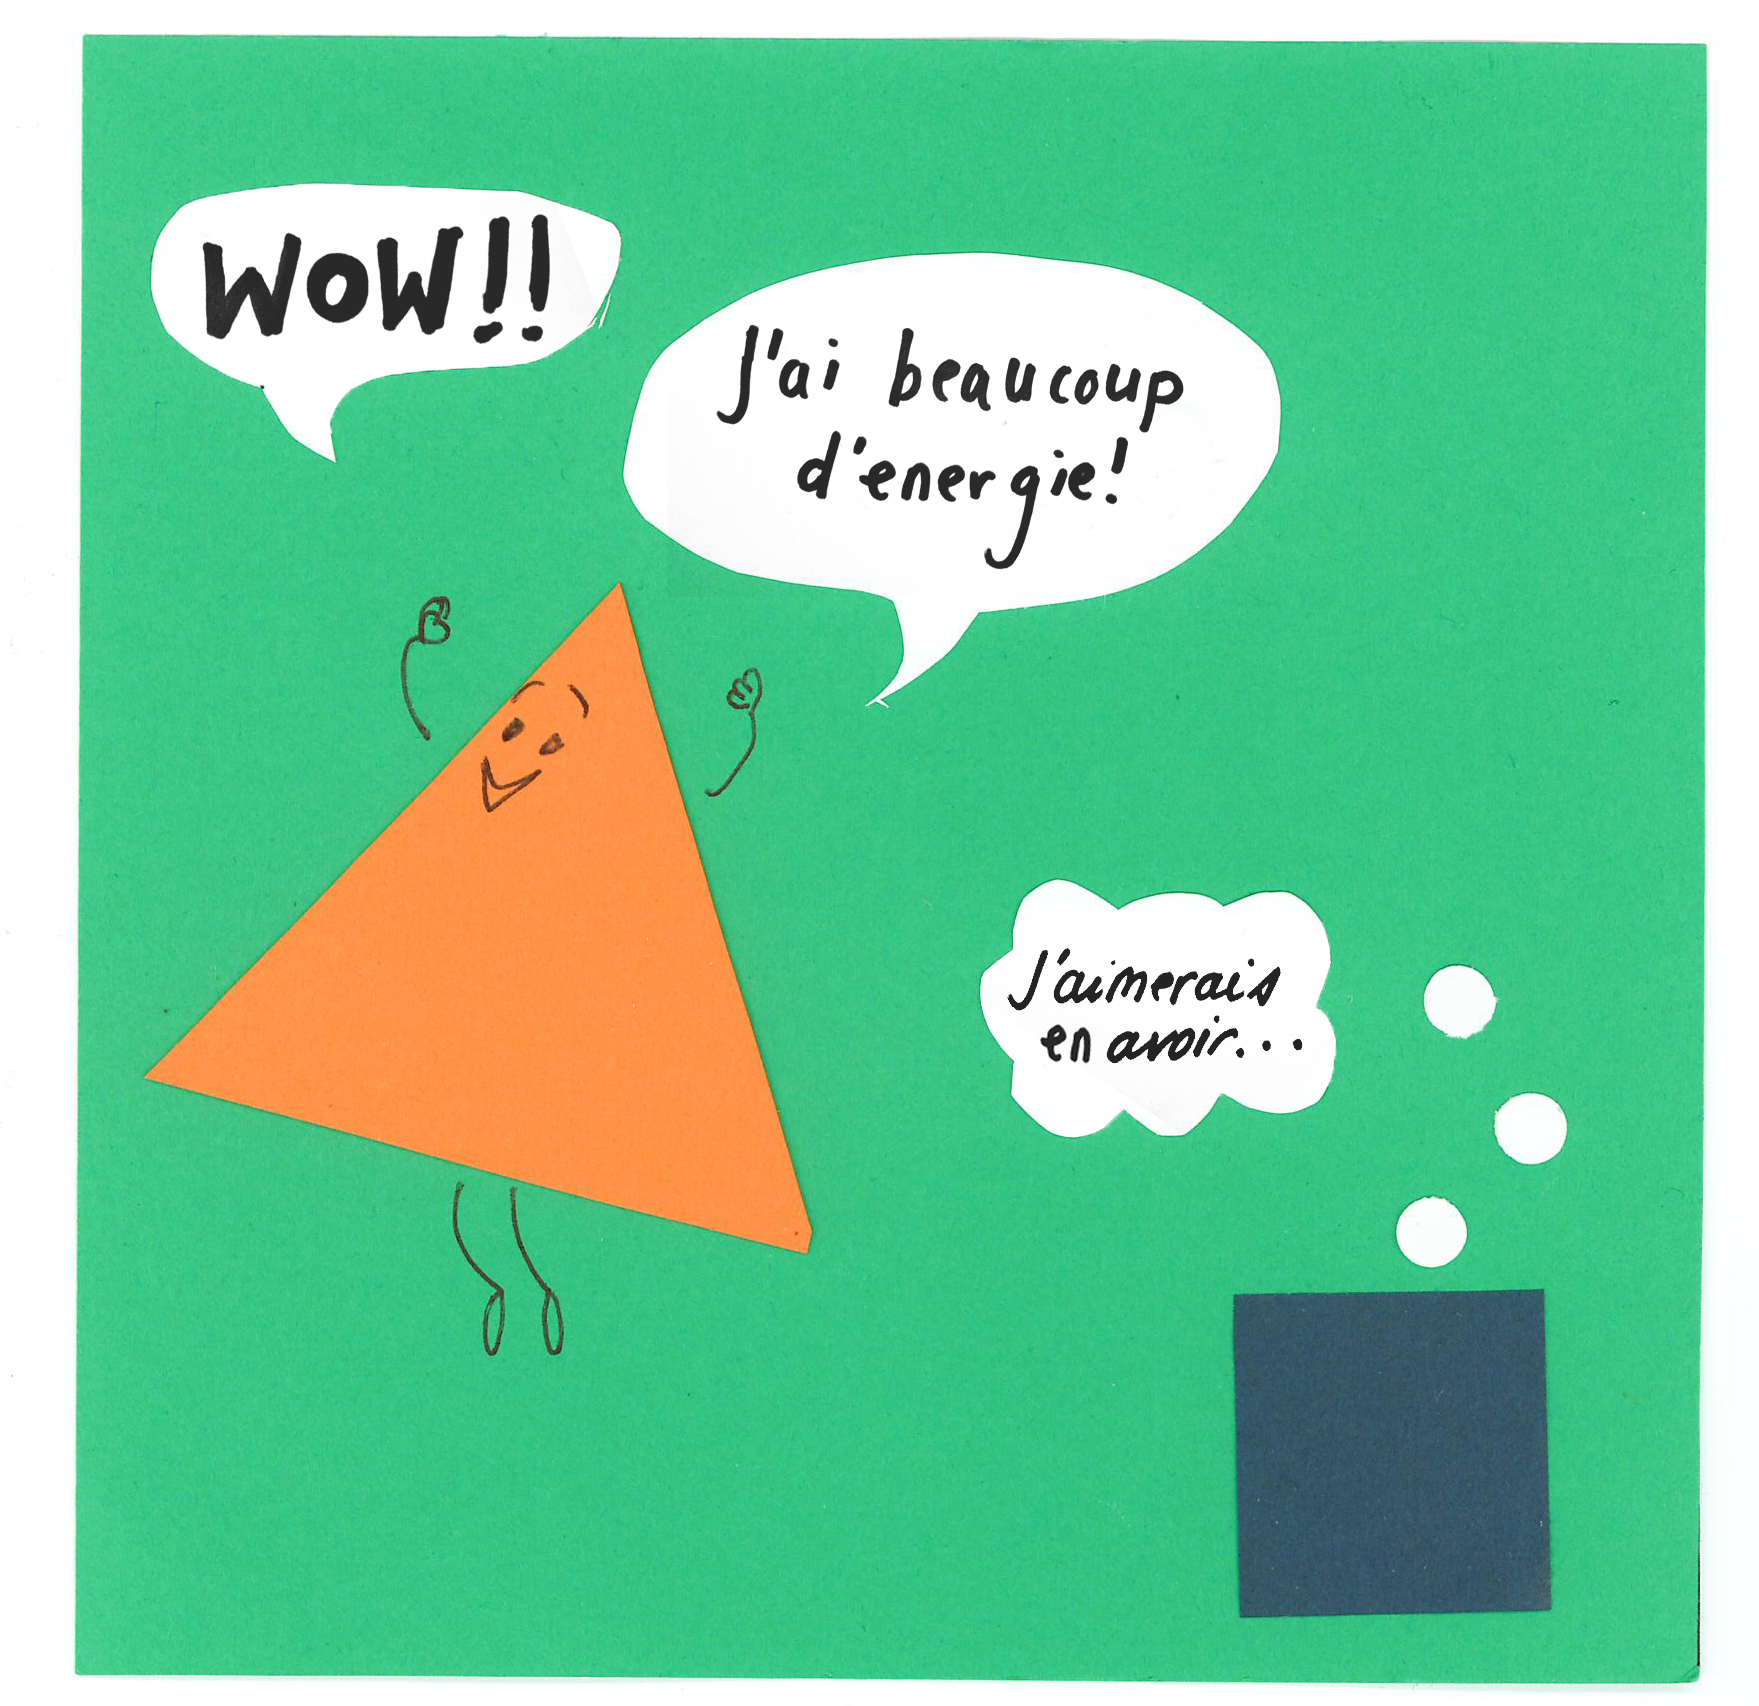 WOW!!
J'ai beaucoup
d'energie!
J'aimerais
en avoir...